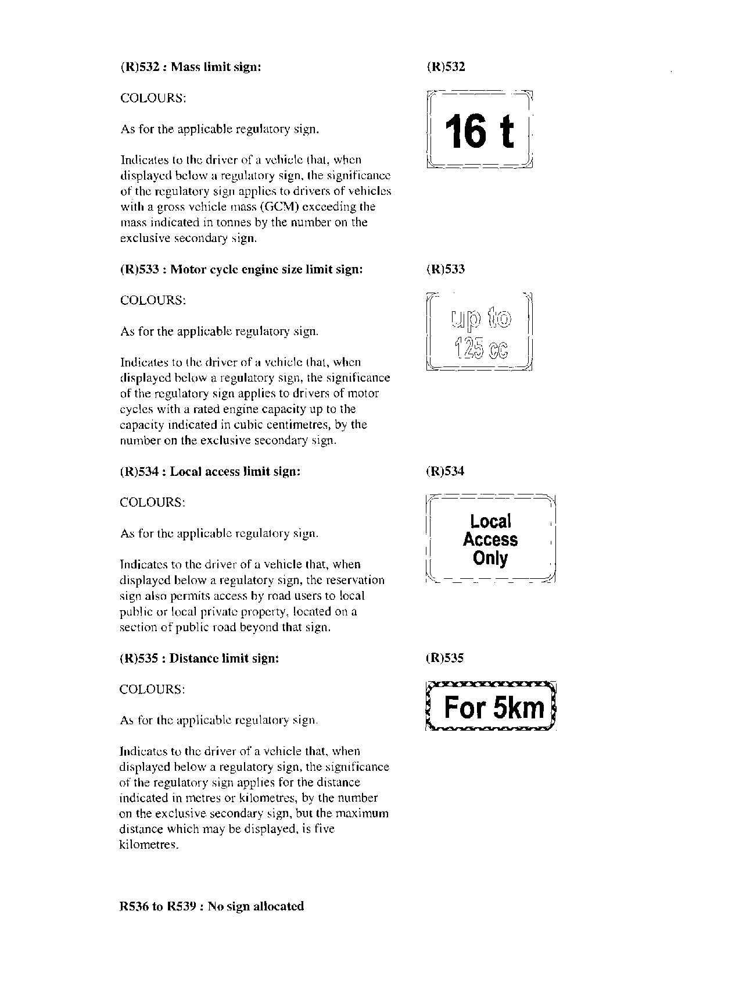 (R)532 : Mass limit sign:
(R)532
COLOURS:
16 t
As for the applicable regulatory sign.
Indicates to the driver of a vehicle that, when
displayed below a regulatory sign, the significance
of the regulatory sign applies to drivers of vehicles
with a gross vehicle mass (GCM) exceeding the
mass indicated in tonnes by the number on the
exclusive secondary sign.
(R)533 : Motor cycle engine size limit sign:
(R)533
COLOURS:
up to
125 cc
As for the applicable regulatory sign.
Indicates to the driver of a vehicle that, when
displayed below a regulatory sign, the significance
of the regulatory sign applies to drivers of motor
cycles with a rated engine capacity up to the
capacity indicated in cubic centimetres, by the
number on the exclusive secondary sign.
(R)534 : Local access limit sign:
(R)534
COLOURS:
Local
Access
Only
As for the applicable regulatory sign.
Indicates to the driver of a vehicle that, when
displayed below a regulatory sign, the reservation
sign also permits access by road users to local
public or local private property, located on a
section of public road beyond that sign.
(R)535 : Distance limit sign:
(R)535
COLOURS:
For 5km
As for the applicable regulatory sign.
Indicates to the driver of a vehicle that, when
displayed below a regulatory sign, the significance
of the regulatory sign applies for the distance
indicated in metres or kilometres, by the number
on the exclusive secondary sign, but the maximum
distance which may be displayed, is five
kilometres.
R536 to R539 : No sign allocated